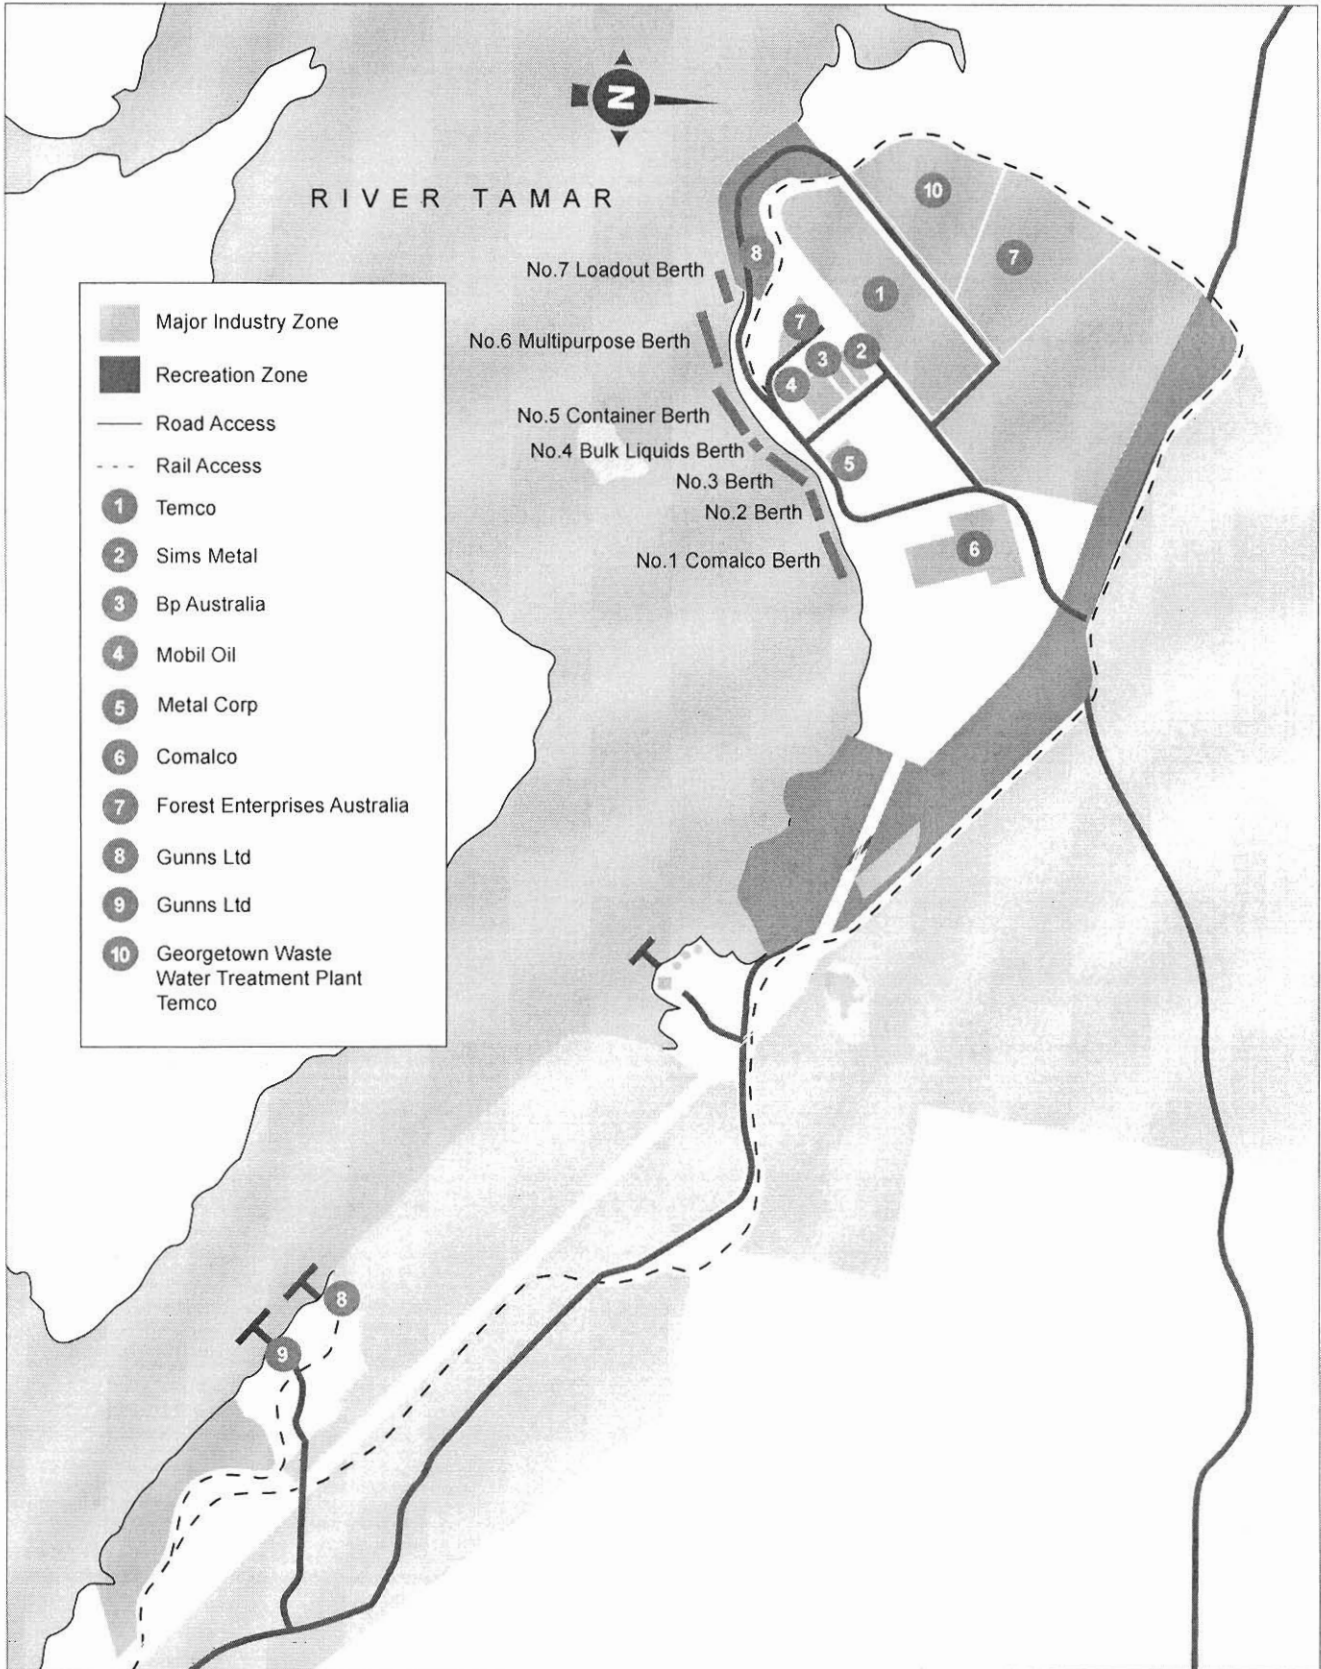 N
RIVER TAMAR
No.7 Loadout Berth
No.6 Multipurpose Berth
No.5 Container Berth
No.4 Bulk Liquids Berth
No.3 Berth
No.2 Berth
No.1 Comalco Berth
Major Industry Zone
Recreation Zone
Road Access
Rail Access
1 Temco
2 Sims Metal
3 Bp Australia
4 Mobil Oil
5 Metal Corp
6 Comalco
7 Forest Enterprises Australia
8 Gunns Ltd
9 Gunns Ltd
10 Georgetown Waste
Water Treatment Plant
Temco
10
7
8
1
7
2
3
4
5
6
8
9